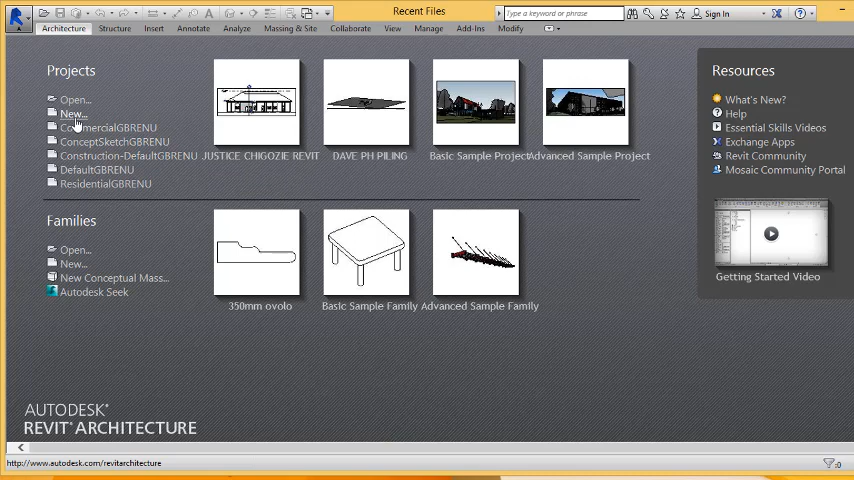 Recent Files
Type a keyword or phrase
Sign In
Architecture
Structure
Insert
Annotate
Analyze
Massing & Site
Collaborate
View
Manage
Add-Ins
Modify
Projects
Open...
New...
CommercialGBRENU
ConceptSketchGBRENU
Construction-DefaultGBRENU
DefaultGBRENU
ResidentialGBRENU
JUSTICE CHIGOZIE REVIT
DAVE PH PILING
Basic Sample Project
Advanced Sample Project
Families
Open...
New...
New Conceptual Mass...
Autodesk Seek
350mm ovolo
Basic Sample Family
Advanced Sample Family
Resources
What's New?
Help
Essential Skills Videos
Exchange Apps
Revit Community
Mosaic Community Portal
Getting Started Video
AUTODESK®
REVIT® ARCHITECTURE
http://www.autodesk.com/revitarchitecture
:0